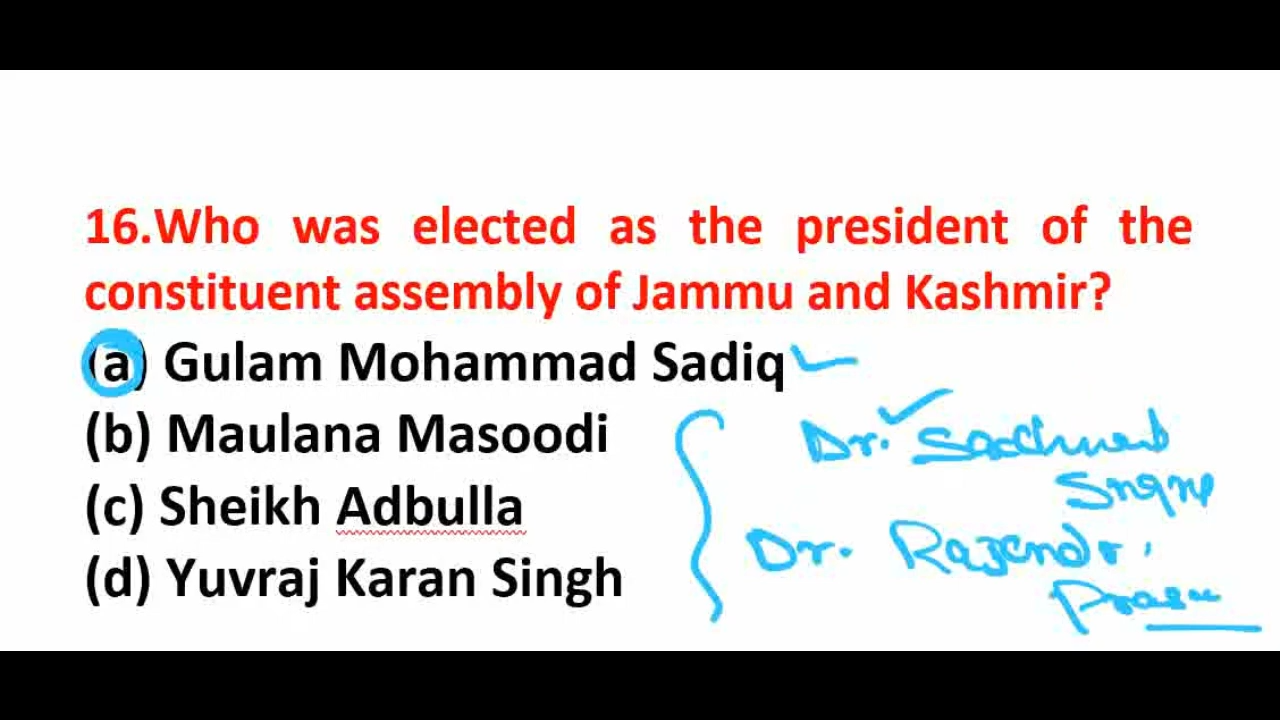 16.Who was elected as the president of the
constituent assembly of Jammu and Kashmir?
(a) Gulam Mohammad Sadiq
(b) Maulana Masoodi
(c) Sheikh Adbulla
(d) Yuvraj Karan Singh
Dr.
Dr. Rajendr